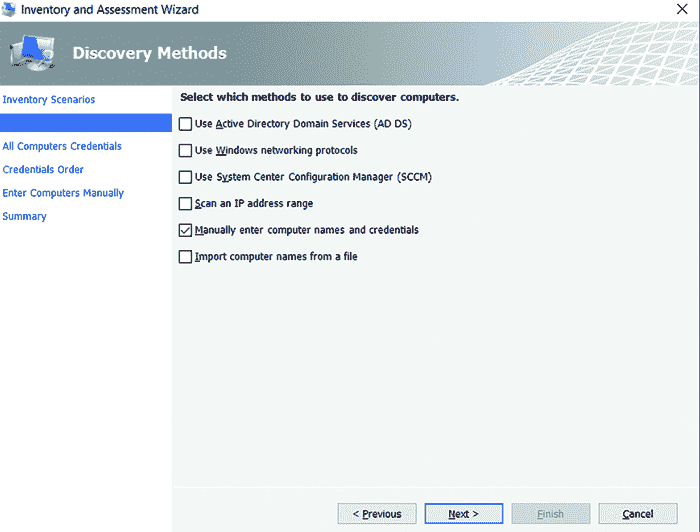 Inventory and Assessment Wizard
Discovery Methods
Inventory Scenarios
All Computers Credentials
Credentials Order
Enter Computers Manually
Summary
Select which methods to use to discover computers.
Use Active Directory Domain Services (AD DS)
Use Windows networking protocols
Use System Center Configuration Manager (SCCM)
Scan an IP address range
Manually enter computer names and credentials
Import computer names from a file
< Previous
Next >
Finish
Cancel